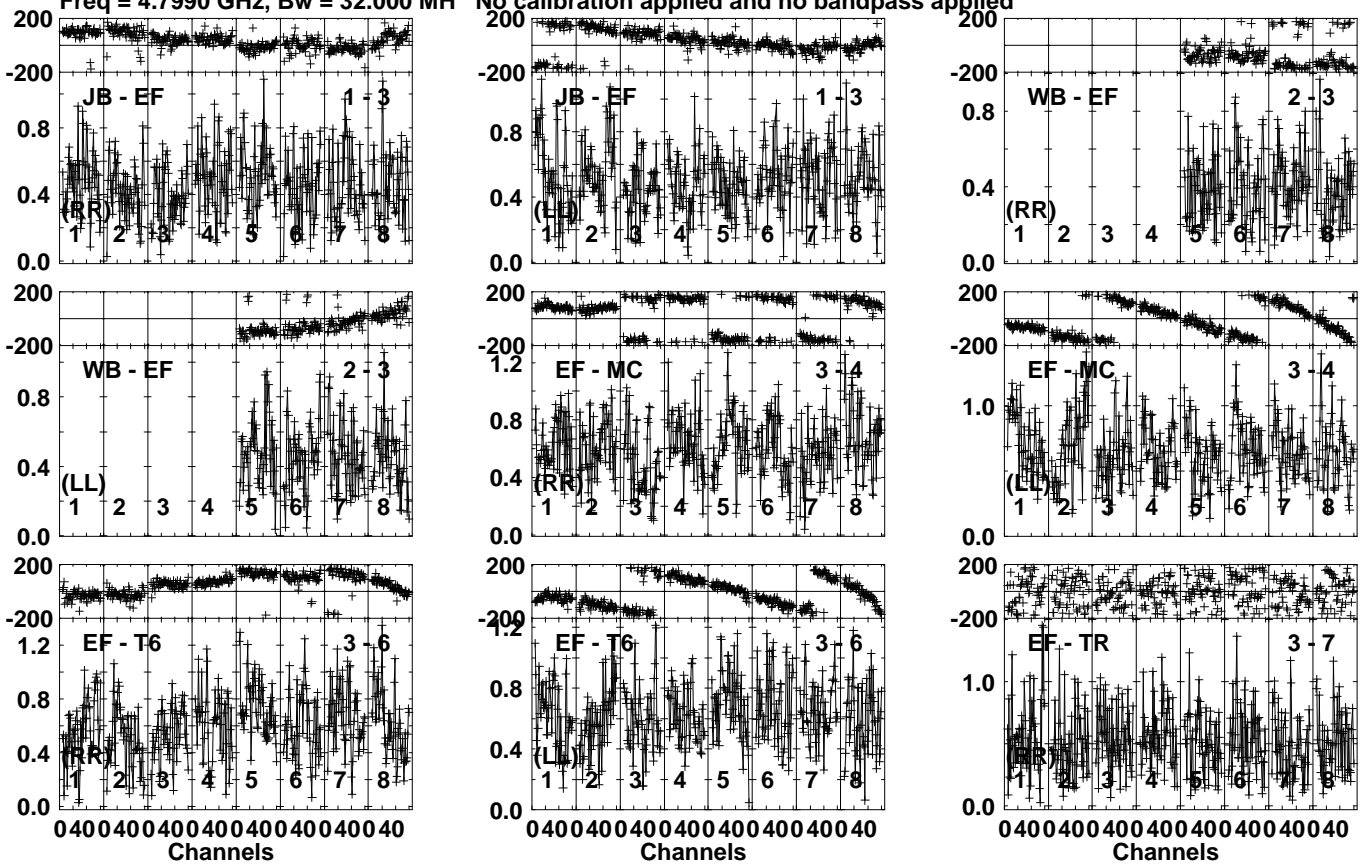 Freq = 4.7990 GHz, Bw = 32.000 MH No calibration applied and no bandpass applied
200
-200
JB - EF 1 - 3
0.8
0.4
(RR)
1 2 3 4 5 6 7 8
0.0
200
-200
JB - EF 1 - 3
0.8
0.4
(LL)
1 2 3 4 5 6 7 8
0.0
200
-200
WB - EF 2 - 3
0.8
0.4
(RR)
1 2 3 4 5 6 7 8
0.0
200
-200
WB - EF 2 - 3
0.8
0.4
(LL)
1 2 3 4 5 6 7 8
0.0
200
-200
1.2
EF - MC 3 - 4
0.8
0.4
(RR)
1 2 3 4 5 6 7 8
0.0
200
-200
EF - MC 3 - 4
1.0
(LL)
1 2 3 4 5 6 7 8
0.0
200
-200
1.2
EF - T6 3 - 6
0.8
0.4
(RR)
1 2 3 4 5 6 7 8
0.0
200
-200
1.2
EF - T6 3 - 6
0.8
0.4
(LL)
1 2 3 4 5 6 7 8
0.0
200
-200
EF - TR 3 - 7
1.0
(RR)
1 2 3 4 5 6 7 8
0.0
0 40 0 40 0 40 0 40 0 40 0 40 0 40 0 40
Channels
0 40 0 40 0 40 0 40 0 40 0 40 0 40 0 40
Channels
0 40 0 40 0 40 0 40 0 40 0 40 0 40 0 40
Channels